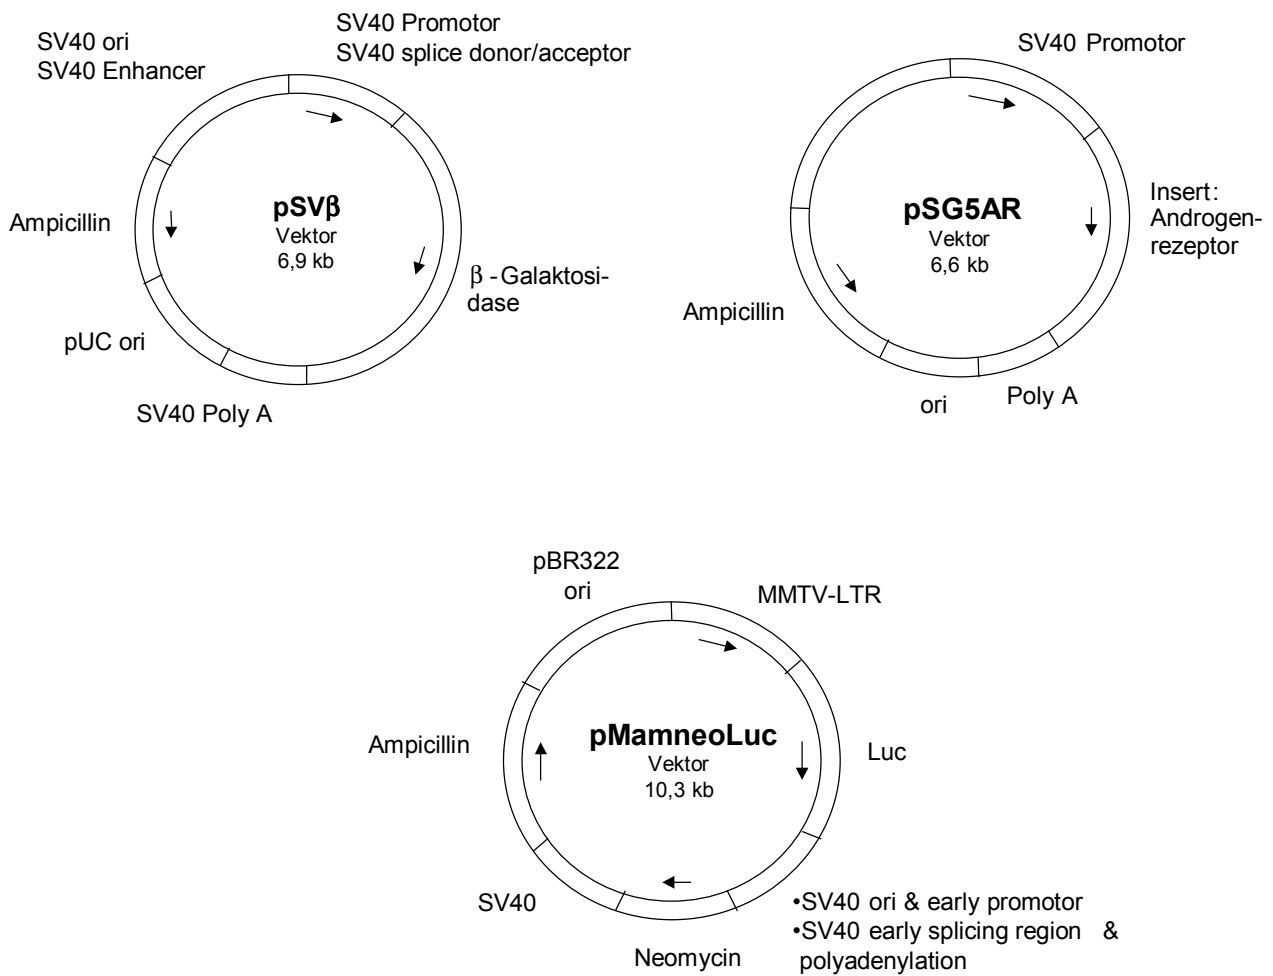 SV40 ori
SV40 Enhancer
SV40 Promotor
SV40 splice donor/acceptor
Ampicillin
pSVβ
Vektor
6,9 kb
β -Galaktosi-
dase
pUC ori
SV40 Poly A
SV40 Promotor
pSG5AR
Vektor
6,6 kb
Insert:
Androgen-
rezeptor
Ampicillin
ori
Poly A
pBR322
ori
MMTV-LTR
Ampicillin
pMamneoLuc
Vektor
10,3 kb
Luc
SV40
Neomycin
•SV40 ori & early promotor
•SV40 early splicing region &
polyadenylation